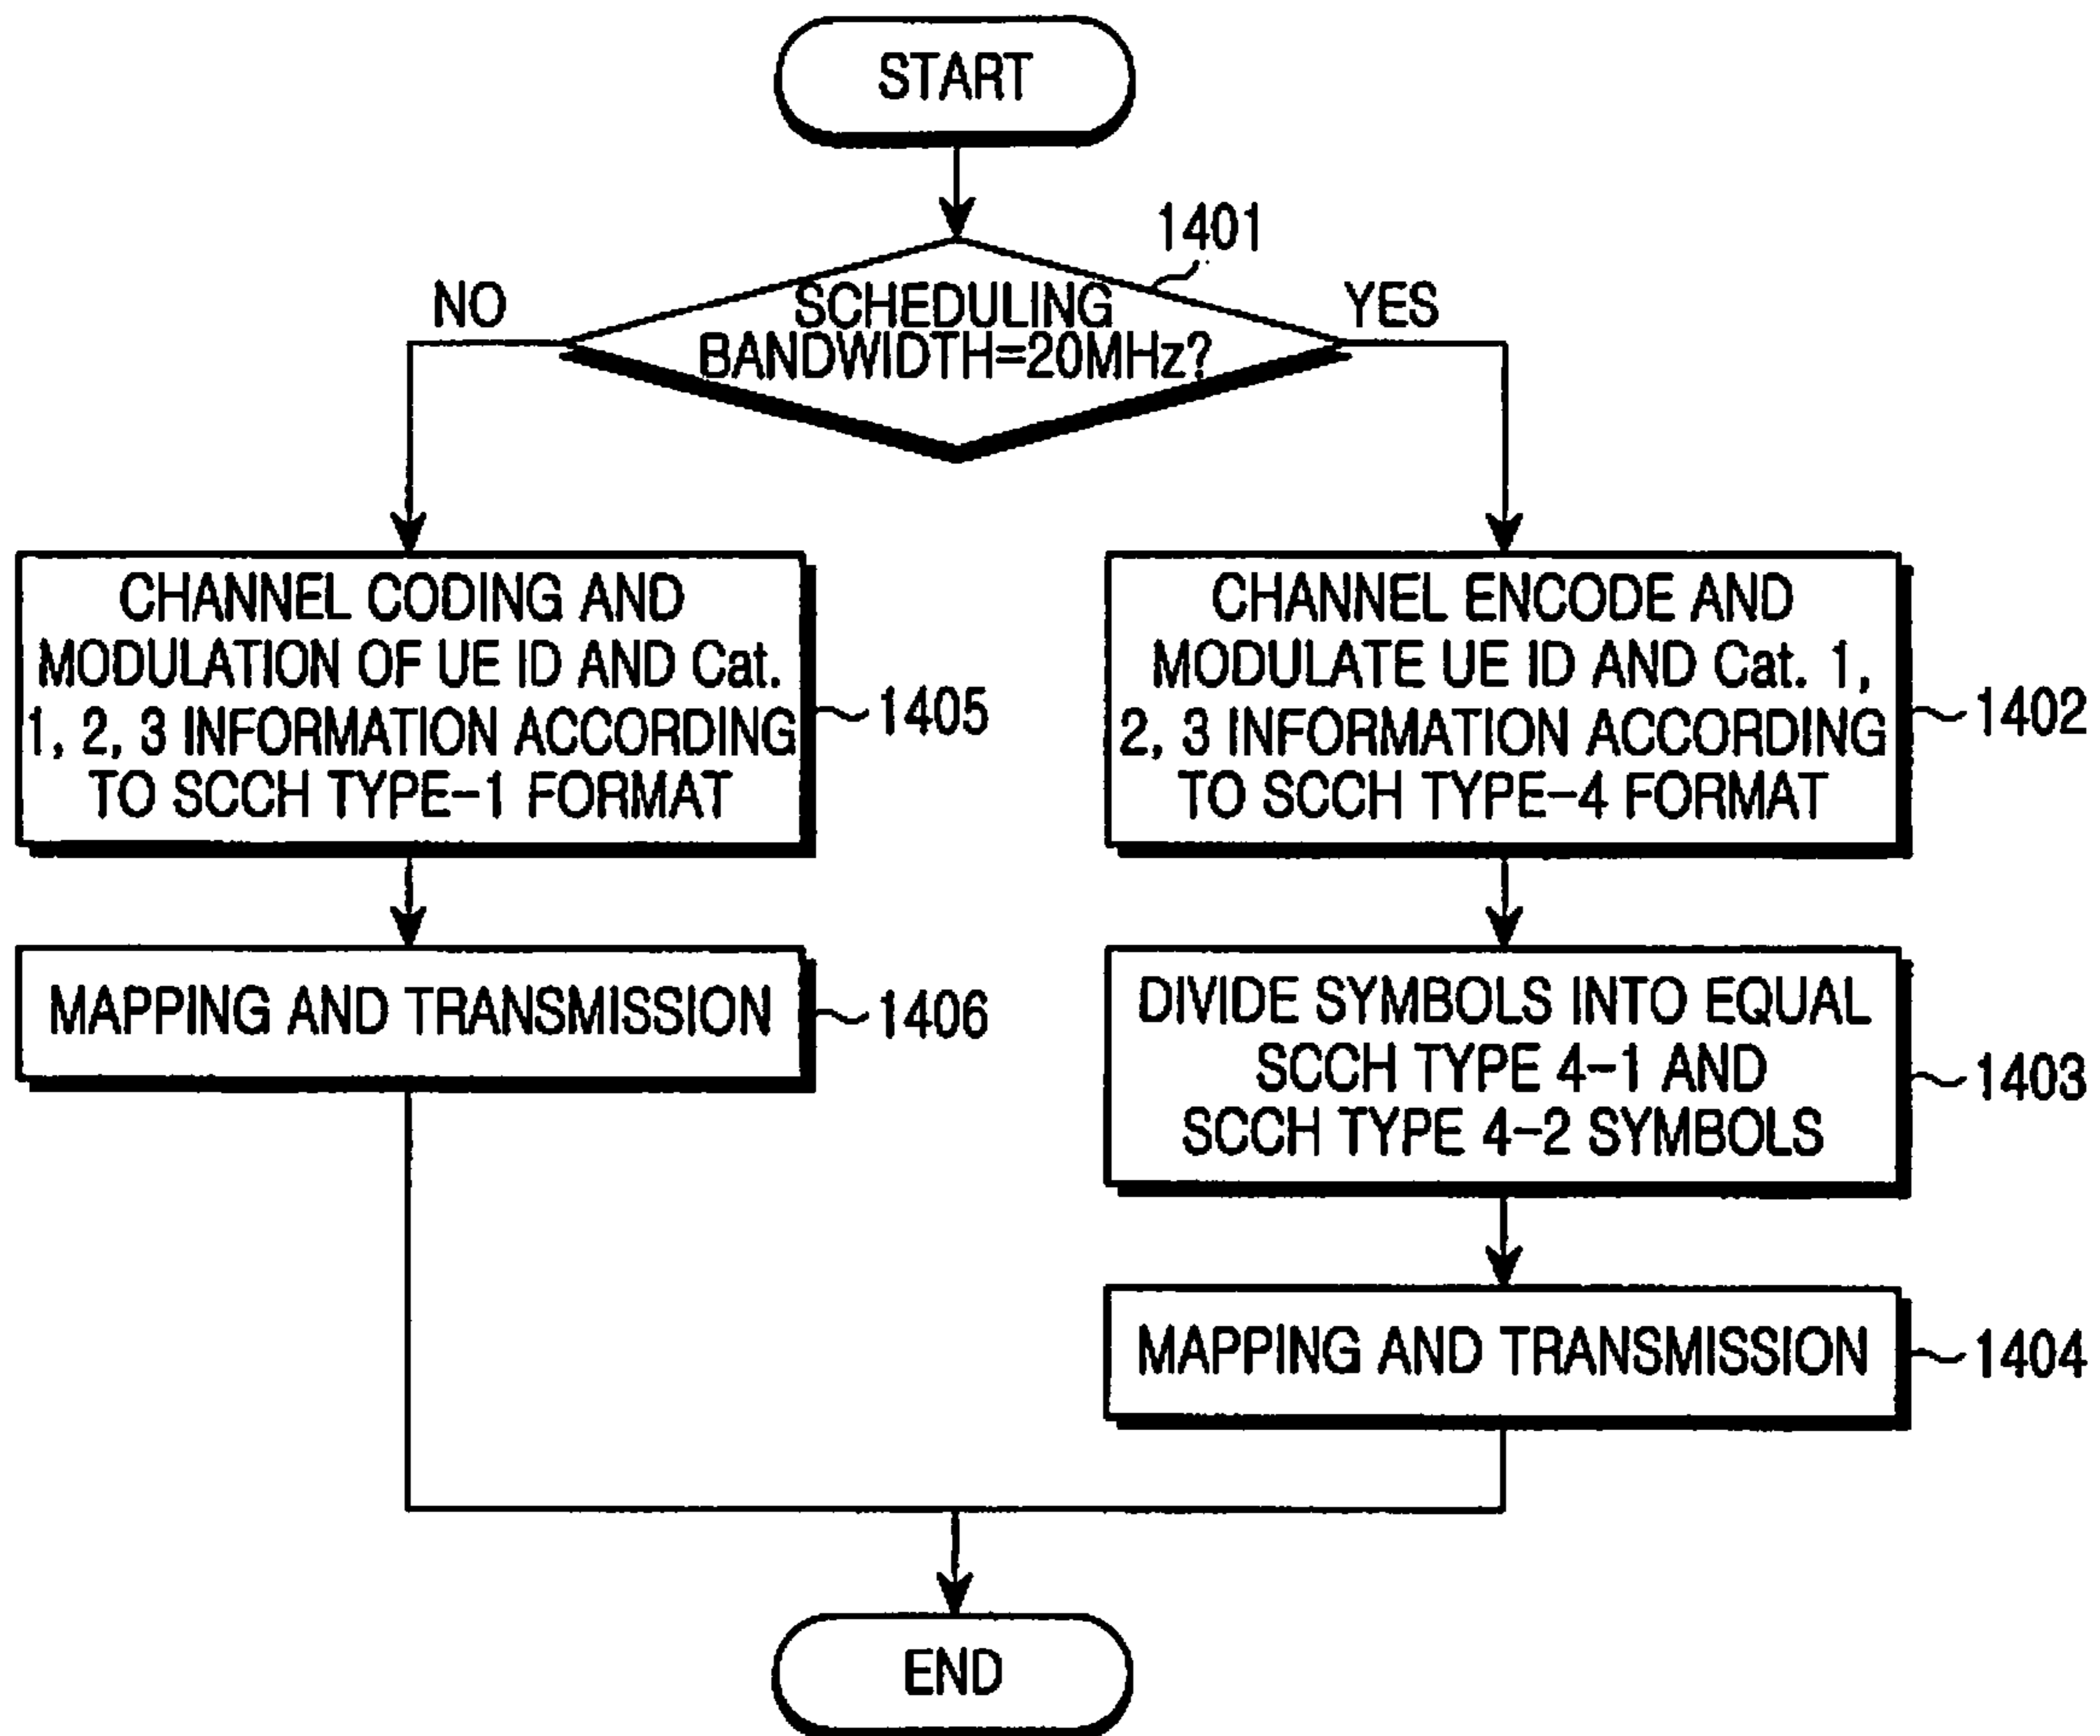 START
1401
NO
YES
SCHEDULING
BANDWIDTH=20MHz?
CHANNEL CODING AND
MODULATION OF UE ID AND Cat.
1, 2, 3 INFORMATION ACCORDING
TO SCCH TYPE-1 FORMAT
1405
CHANNEL ENCODE AND
MODULATE UE ID AND Cat. 1,
2, 3 INFORMATION ACCORDING
TO SCCH TYPE-4 FORMAT
1402
MAPPING AND TRANSMISSION
1406
DIVIDE SYMBOLS INTO EQUAL
SCCH TYPE 4-1 AND
SCCH TYPE 4-2 SYMBOLS
1403
MAPPING AND TRANSMISSION
1404
END